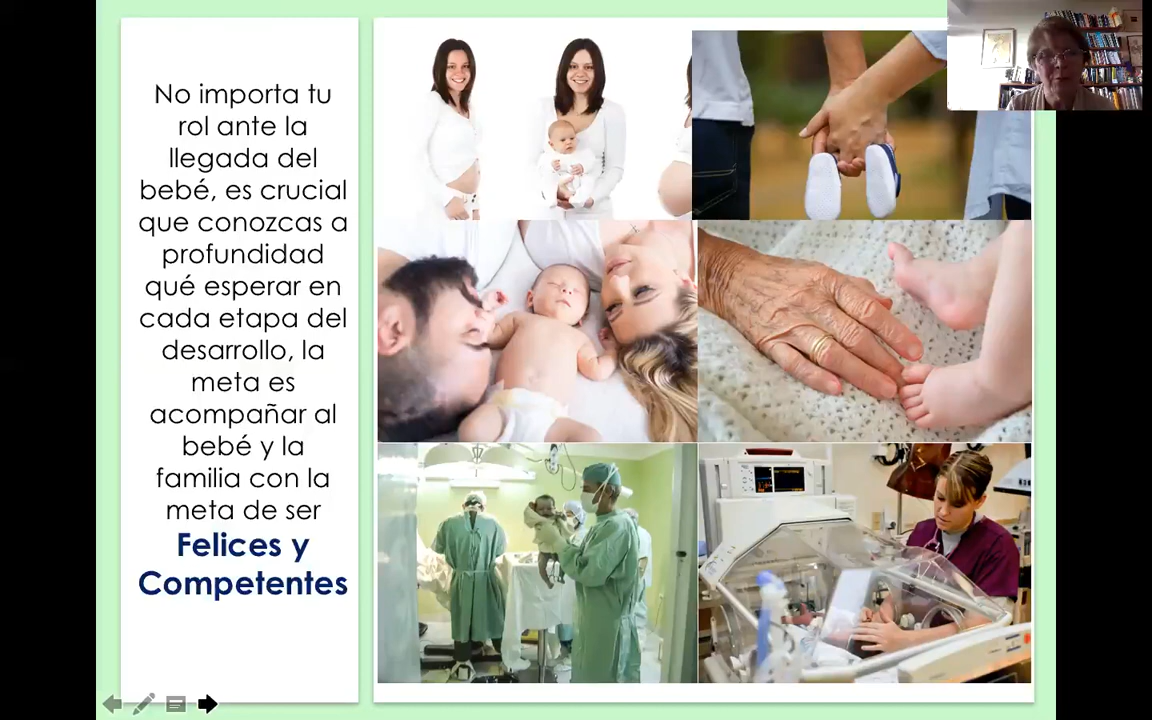 No importa tu
rol ante la
llegada del
bebé, es crucial
que conozcas a
profundidad
qué esperar en
cada etapa del
desarrollo, la
meta es
acompañar al
bebé y la
familia con la
meta de ser
Felices y
Competentes